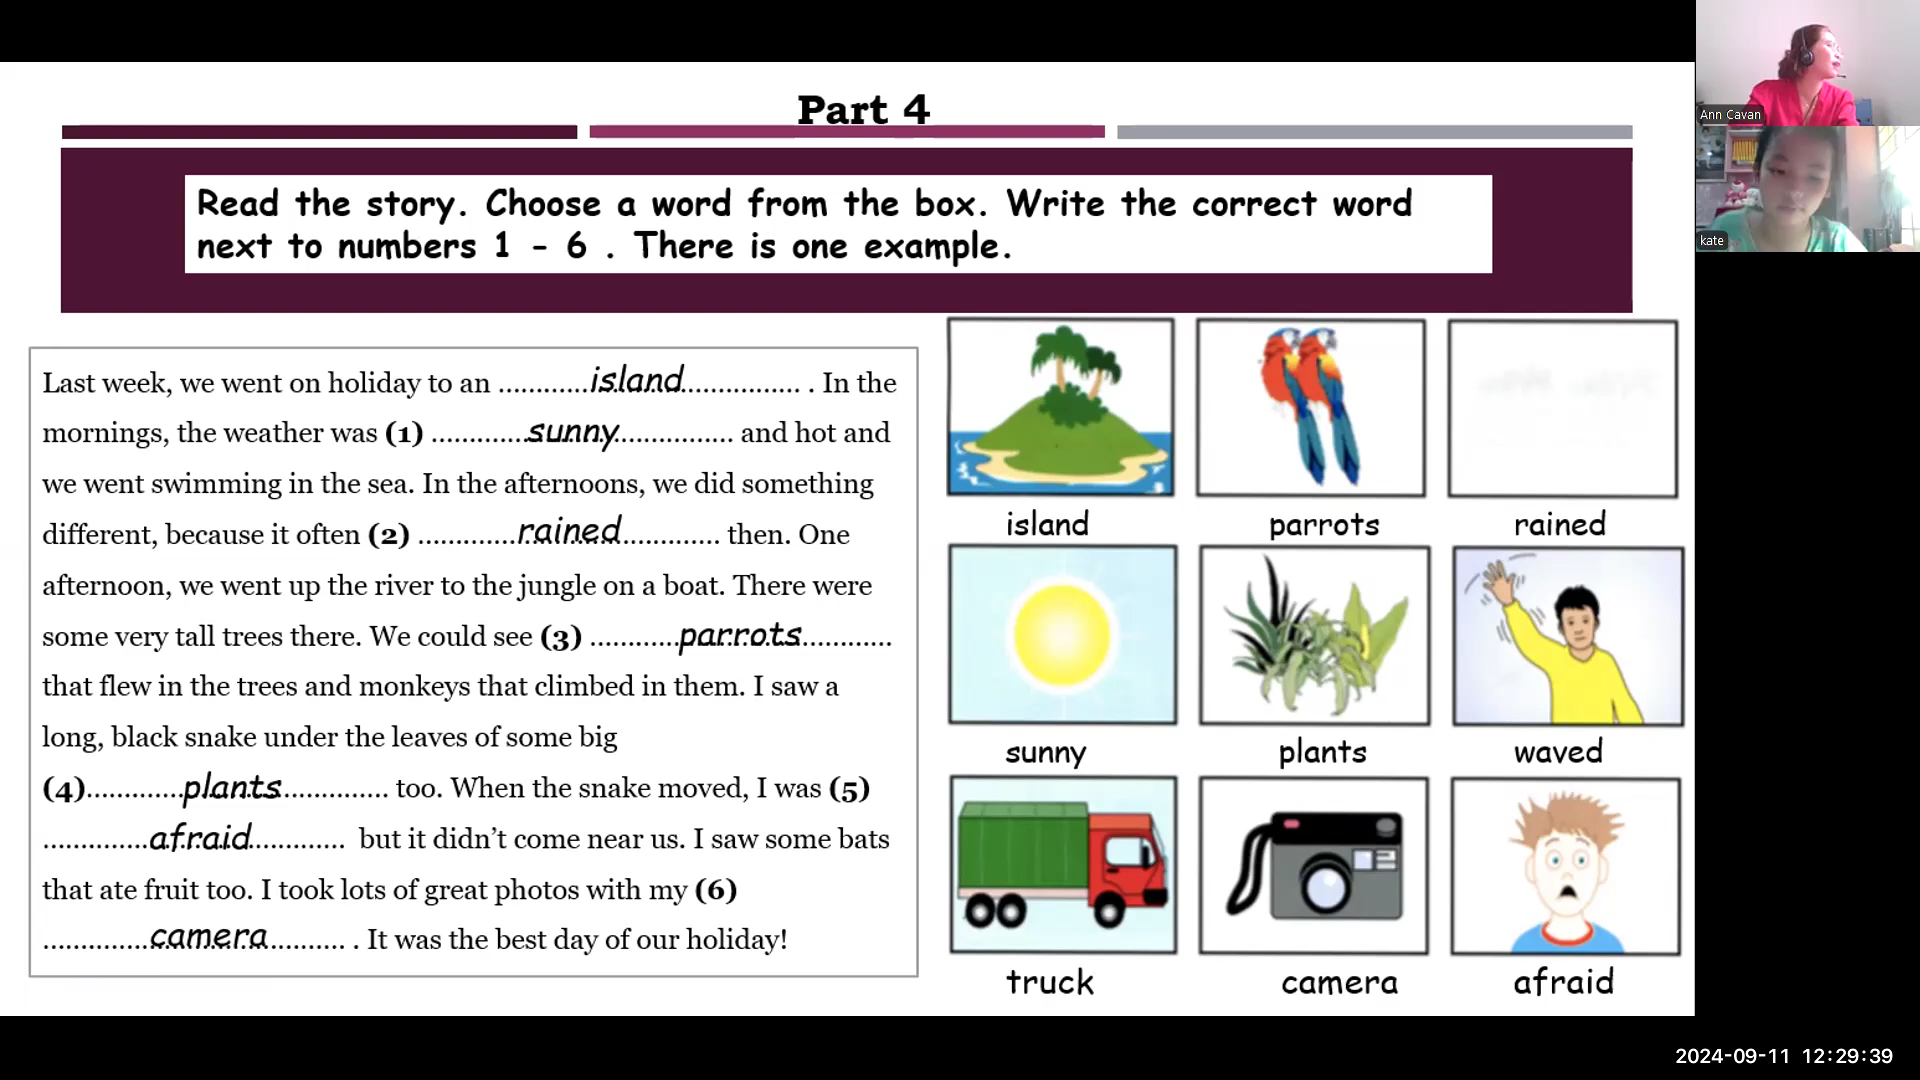 Part 4
Read the story. Choose a word from the box. Write the correct word
next to numbers 1 - 6 . There is one example.
Last week, we went on holiday to an ............island............... . In the
mornings, the weather was (1) ............sunny............... and hot and
we went swimming in the sea. In the afternoons, we did something
different, because it often (2) ............rained............. then. One
afternoon, we went up the river to the jungle on a boat. There were
some very tall trees there. We could see (3) ............parrots............
that flew in the trees and monkeys that climbed in them. I saw a
long, black snake under the leaves of some big
(4).............plants.............. too. When the snake moved, I was (5)
..............afraid............. but it didn't come near us. I saw some bats
that ate fruit too. I took lots of great photos with my (6)
..............camera.......... . It was the best day of our holiday!
island parrots rained
sunny plants waved
truck camera afraid
Ann Cavan
kate
2024-09-11 12:29:39